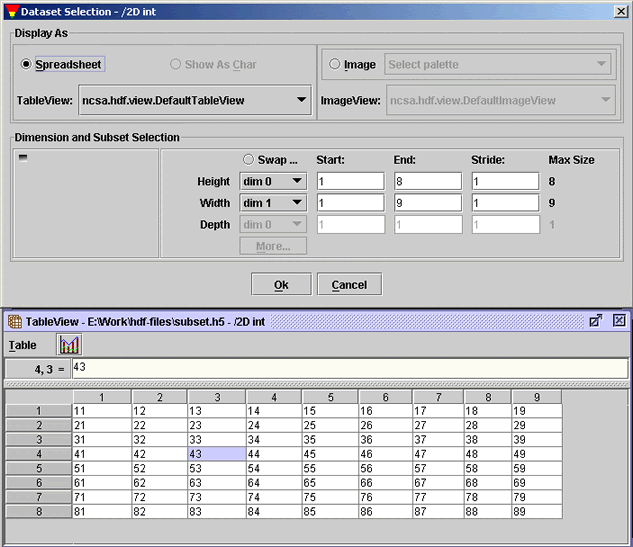 Dataset Selection - /2D int
Display As
Spreadsheet Show As Char Image Select palette
TableView: ncsa.hdf.view.DefaultTableView ImageView: ncsa.hdf.view.DefaultImageView
Dimension and Subset Selection
Swap ... Start: End: Stride: Max Size
Height dim 0 1 8 1 8
Width dim 1 1 9 1 9
Depth dim 0 1 1 1 1
More...
Ok Cancel
TableView - E:\Work\hdf-files\subset.h5 - /2D int
Table
4, 3 = 43
1 2 3 4 5 6 7 8 9
1 11 12 13 14 15 16 17 18 19
2 21 22 23 24 25 26 27 28 29
3 31 32 33 34 35 36 37 38 39
4 41 42 43 44 45 46 47 48 49
5 51 52 53 54 55 56 57 58 59
6 61 62 63 64 65 66 67 68 69
7 71 72 73 74 75 76 77 78 79
8 81 82 83 84 85 86 87 88 89